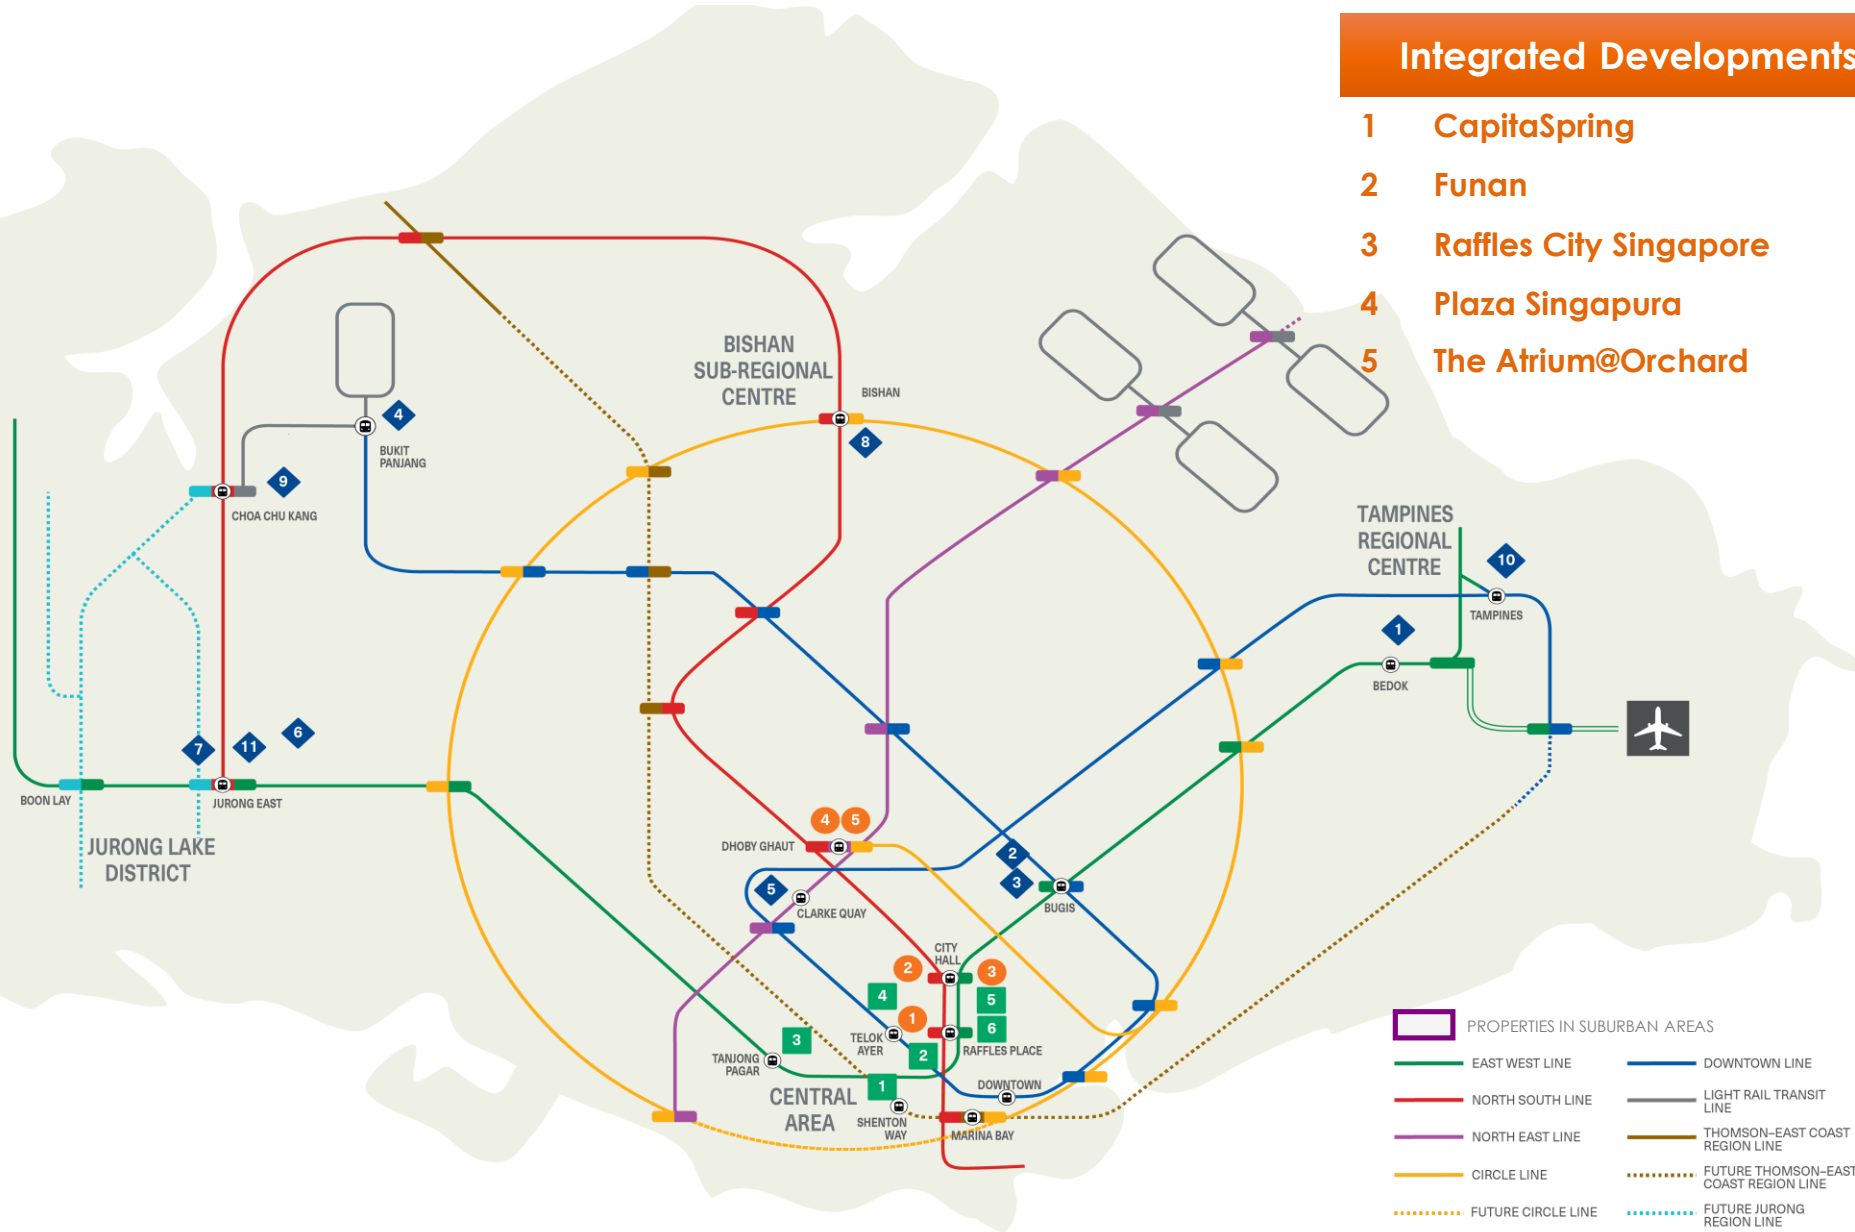 Integrated Developments
1 CapitaSpring
2 Funan
3 Raffles City Singapore
4 Plaza Singapura
5 The Atrium@Orchard
BISHAN
SUB-REGIONAL
CENTRE
BISHAN
8
4
BUKIT
PANJANG
9
CHOA CHU KANG
TAMPINES
REGIONAL
CENTRE
10
TAMPINES
1
BEDOK
7
11
6
BOON LAY
JURONG EAST
JURONG LAKE
DISTRICT
4
5
DHOBY GHAUT
2
3
BUGIS
5
CLARKE QUAY
CITY
HALL
2
3
4
5
1
6
TELOK
AYER
RAFFLES PLACE
3
2
TANJONG
PAGAR
1
DOWNTOWN
CENTRAL
AREA
SHENTON
WAY
MARINA BAY
PROPERTIES IN SUBURBAN AREAS
EAST WEST LINE
DOWNTOWN LINE
NORTH SOUTH LINE
LIGHT RAIL TRANSIT
LINE
NORTH EAST LINE
THOMSON–EAST COAST
REGION LINE
CIRCLE LINE
FUTURE THOMSON–EAST
COAST REGION LINE
FUTURE CIRCLE LINE
FUTURE JURONG
REGION LINE